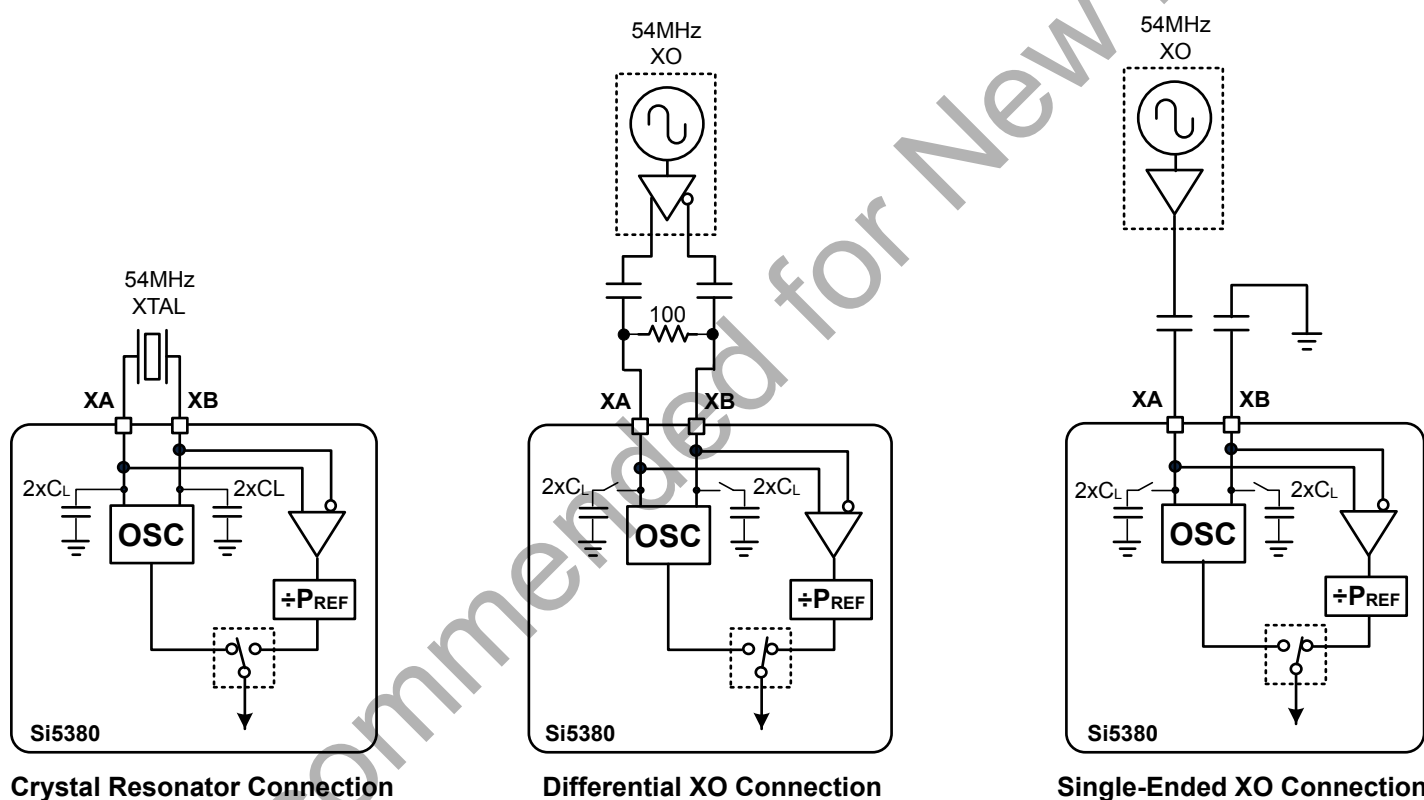 54MHz
XTAL
XA XB
2xCL 2xCL
OSC
÷PREF
Si5380
Crystal Resonator Connection
54MHz
XO
100
XA XB
2xCL 2xCL
OSC
÷PREF
Si5380
Differential XO Connection
54MHz
XO
XA XB
2xCL 2xCL
OSC
÷PREF
Si5380
Single-Ended XO Connection
ommended for New